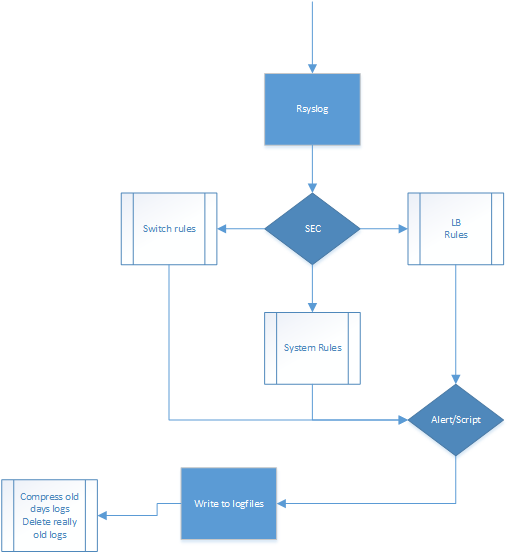 Rsyslog
Switch rules
SEC
LB
Rules
System Rules
Alert/Script
Write to logfiles
Compress old
days logs
Delete really
old logs